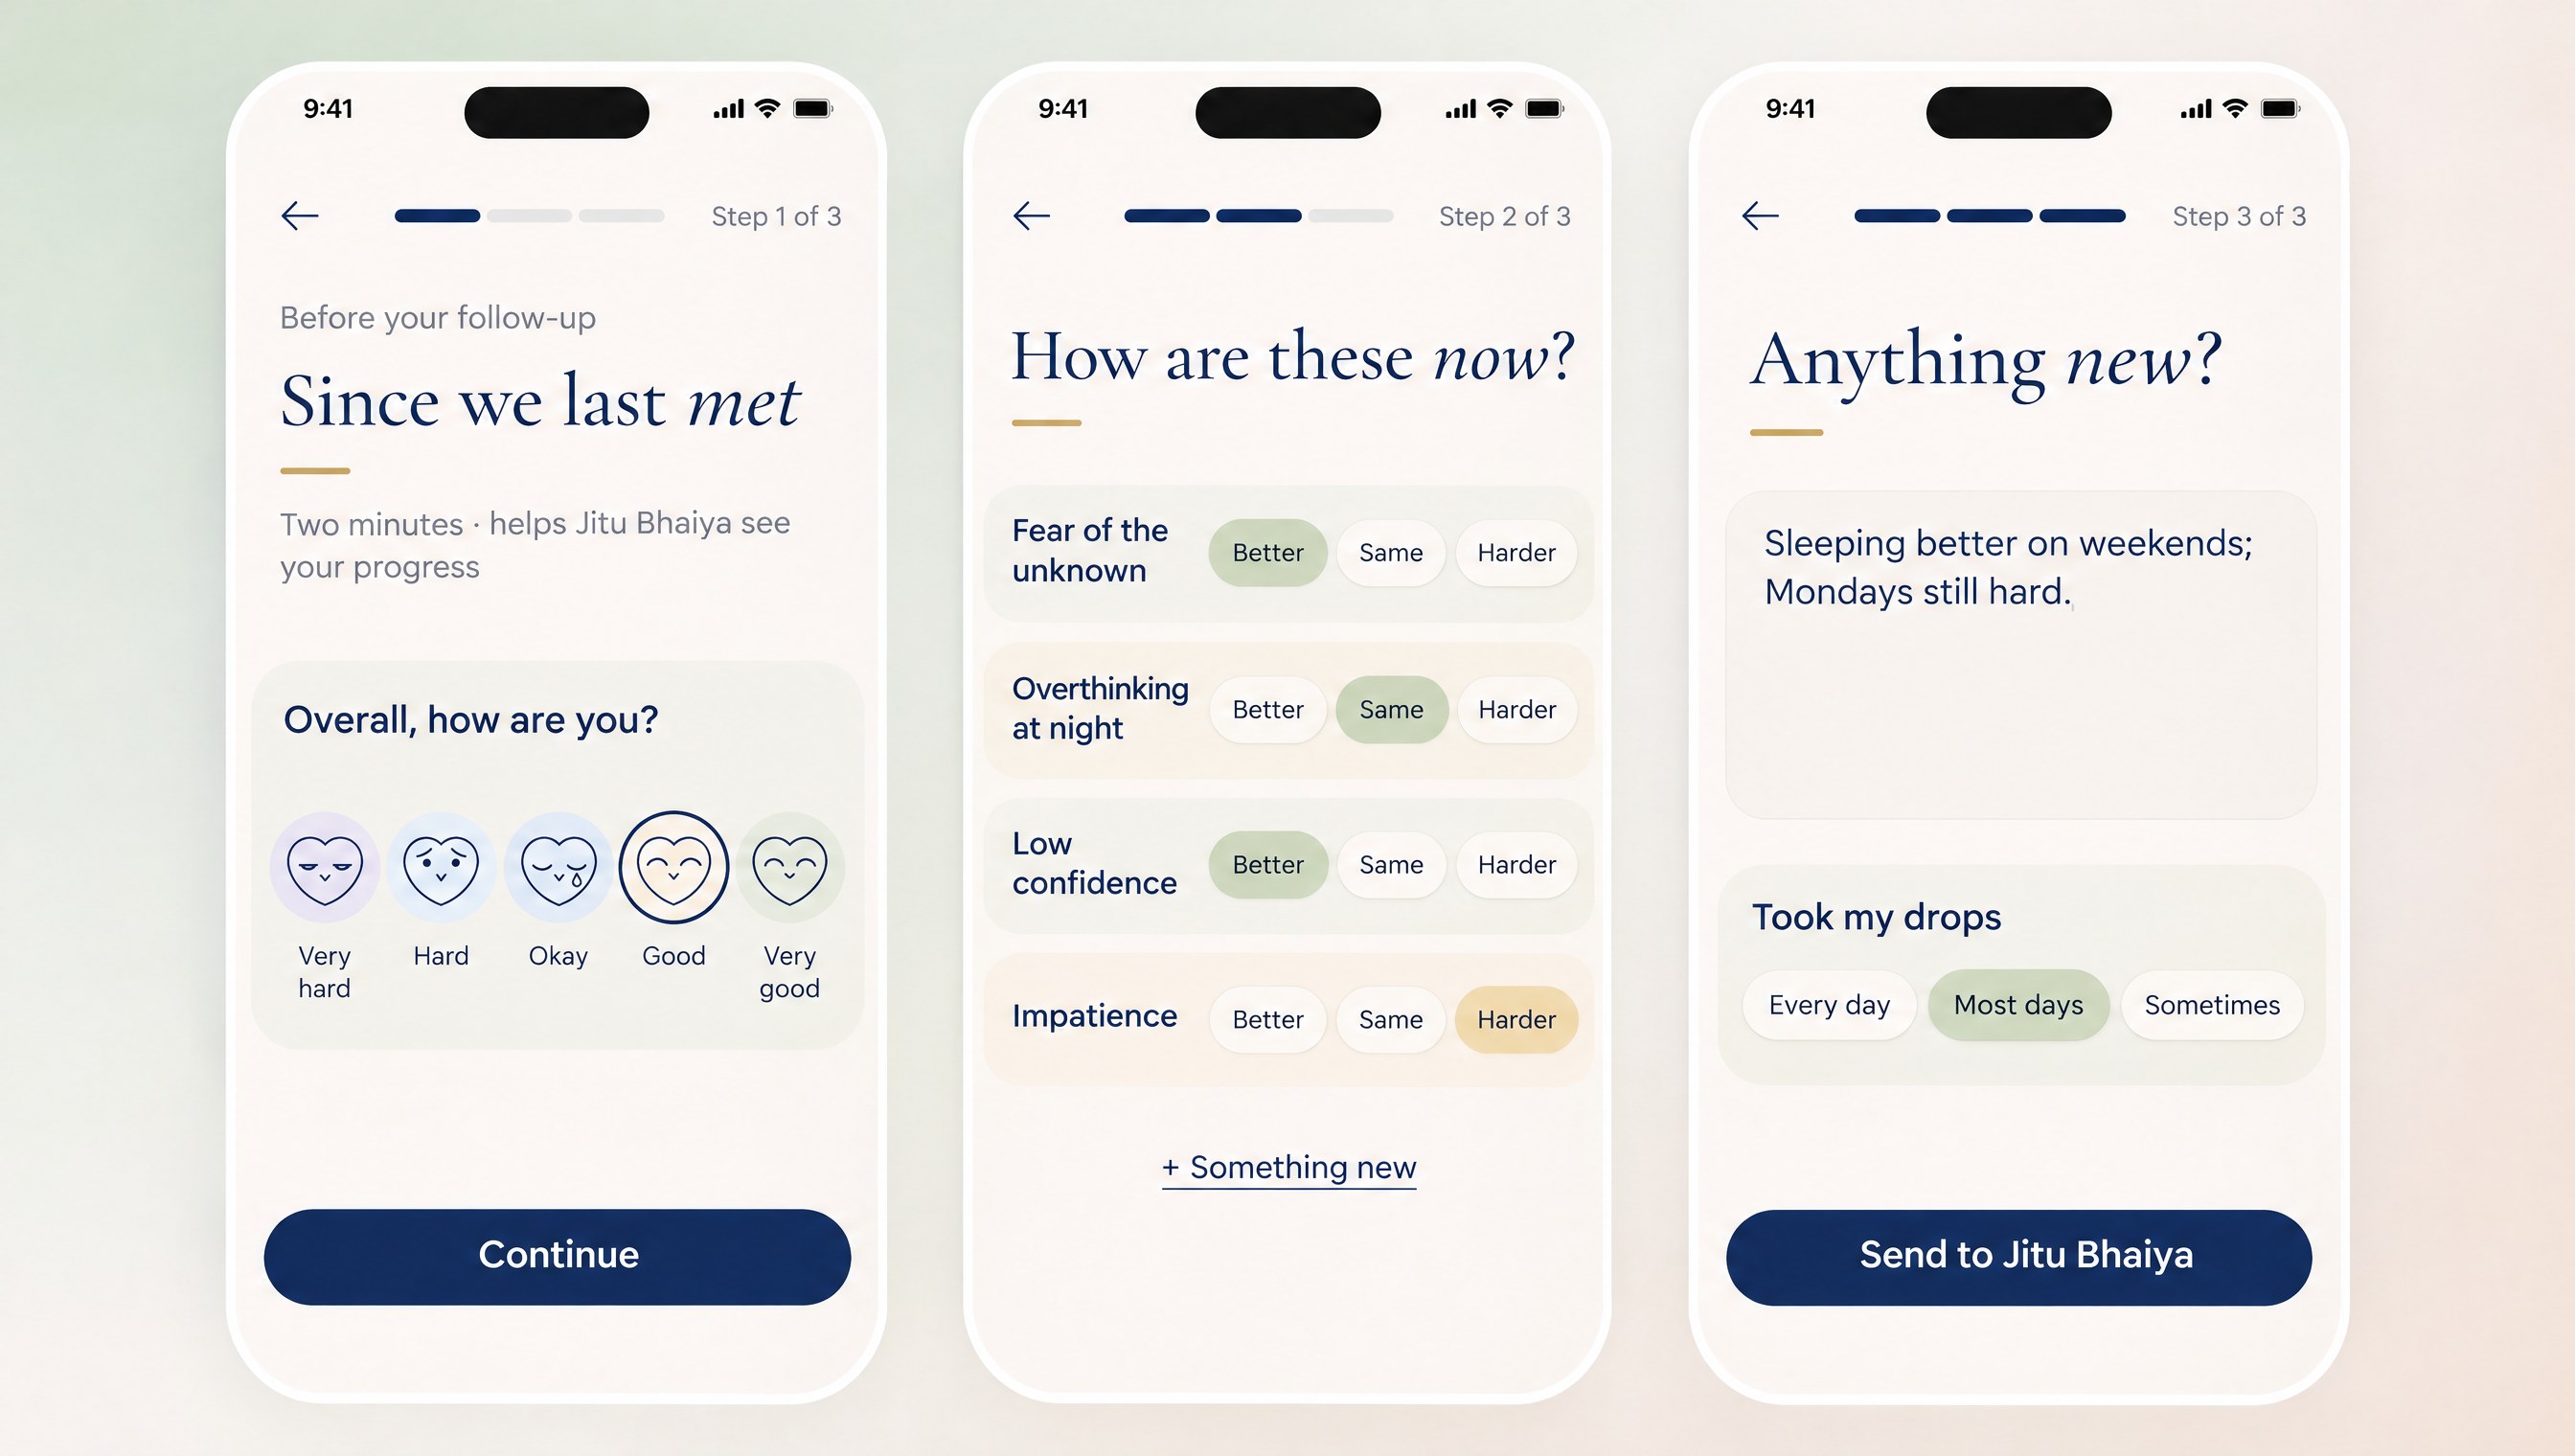 9:41
Step 1 of 3
Before your follow-up
Since we last met
Two minutes · helps Jitu Bhaiya see
your progress
Overall, how are you?
Very
hard
Hard
Okay
Good
Very
good
Continue
9:41
Step 2 of 3
How are these now?
Fear of the
unknown
Better
Same
Harder
Overthinking
at night
Better
Same
Harder
Low
confidence
Better
Same
Harder
Impatience
Better
Same
Harder
+ Something new
9:41
Step 3 of 3
Anything new?
Sleeping better on weekends;
Mondays still hard.
Took my drops
Every day
Most days
Sometimes
Send to Jitu Bhaiya